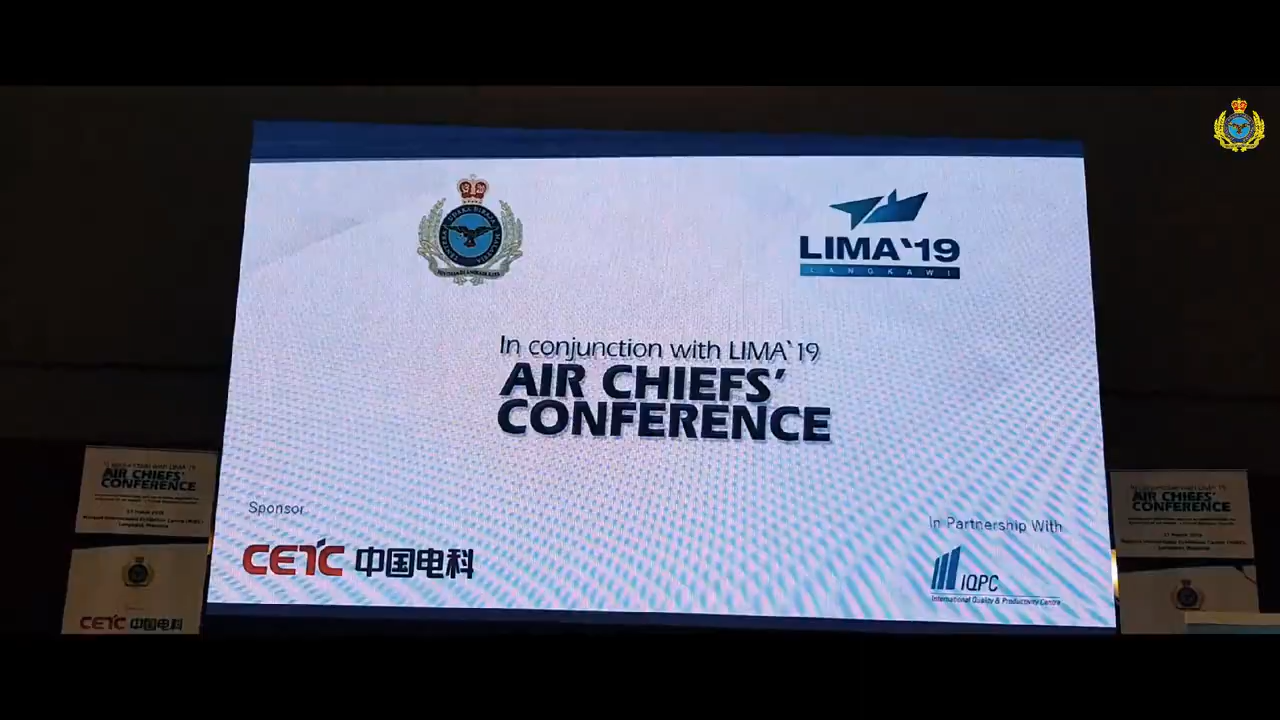 LIMA'19
LANGKAWI
In conjunction with LIMA`19
AIR CHIEFS'
CONFERENCE
Sponsor
CETC 中国电科
In Partnership With
IQPC
International Quality & Productivity Centre
AIR CHIEFS'
CONFERENCE
CETC 中国电科
AIR CHIEFS'
CONFERENCE